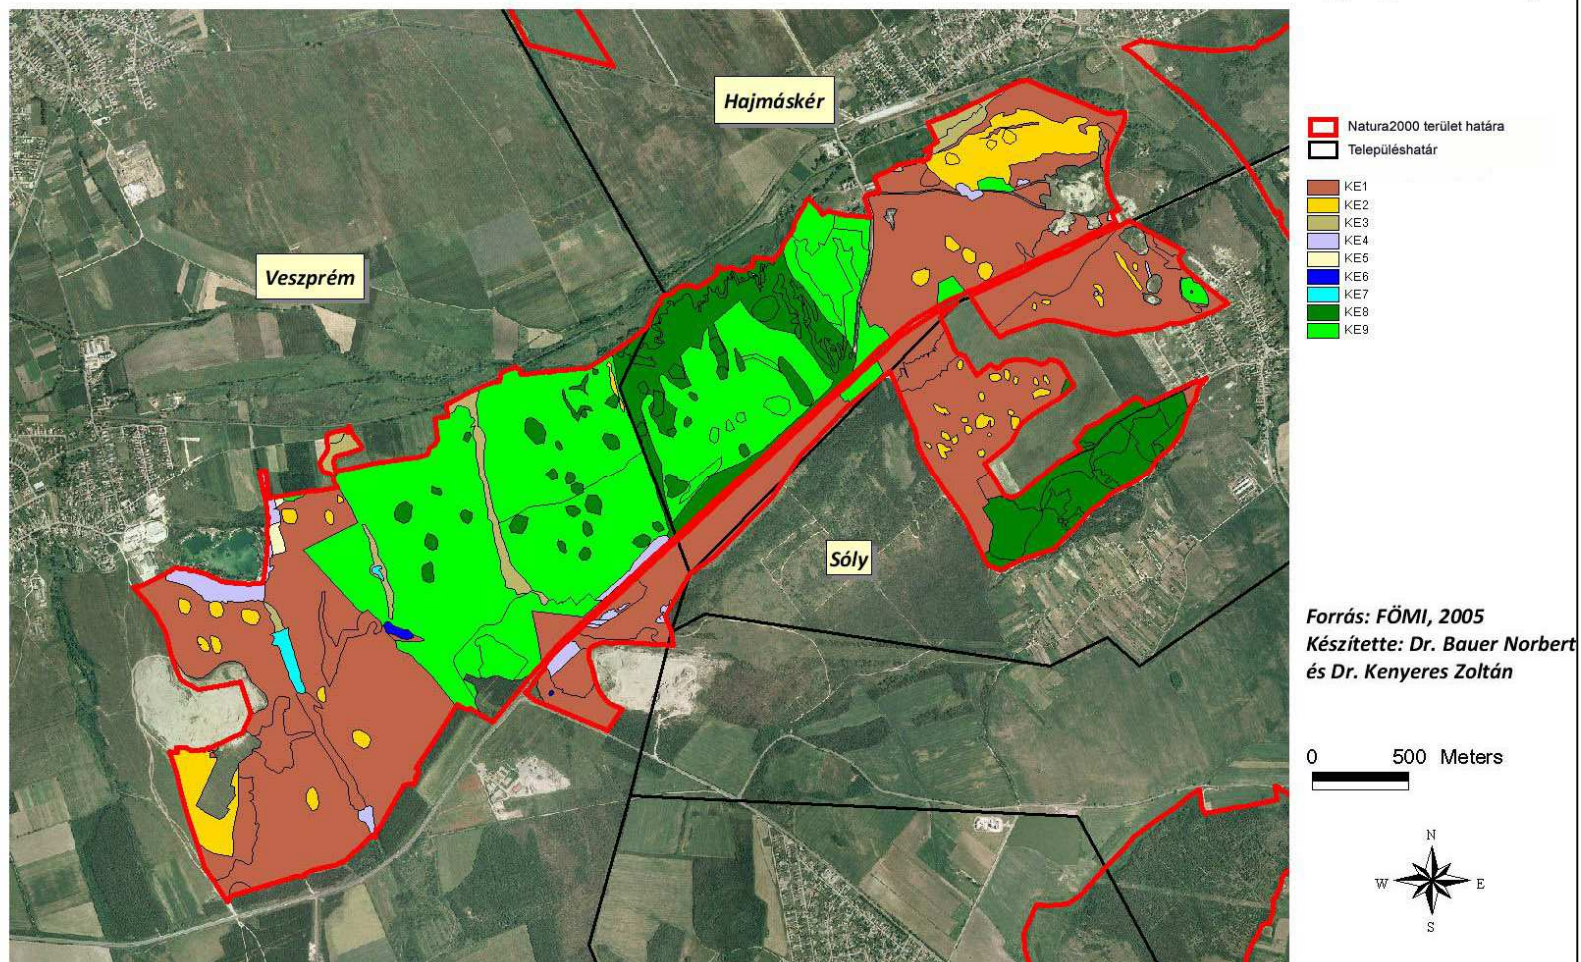 Hajmáskér
Veszprém
Sóly
Natura2000 terület határa
Településhatár
KE1
KE2
KE3
KE4
KE5
KE6
KE7
KE8
KE9
Forrás: FÖMI, 2005
Készítette: Dr. Bauer Norbert
és Dr. Kenyeres Zoltán
0 500 Meters
N
W E
S